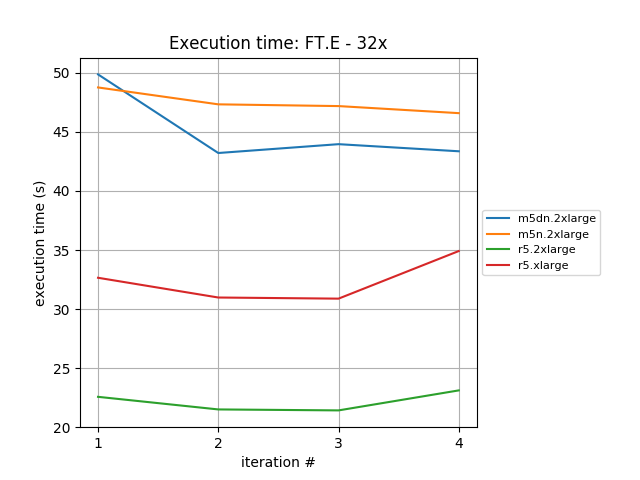 Execution time: FT.E - 32x
execution time (s)
50
45
40
35
30
25
20
1 2 3 4
iteration #
m5dn.2xlarge
m5n.2xlarge
r5.2xlarge
r5.xlarge